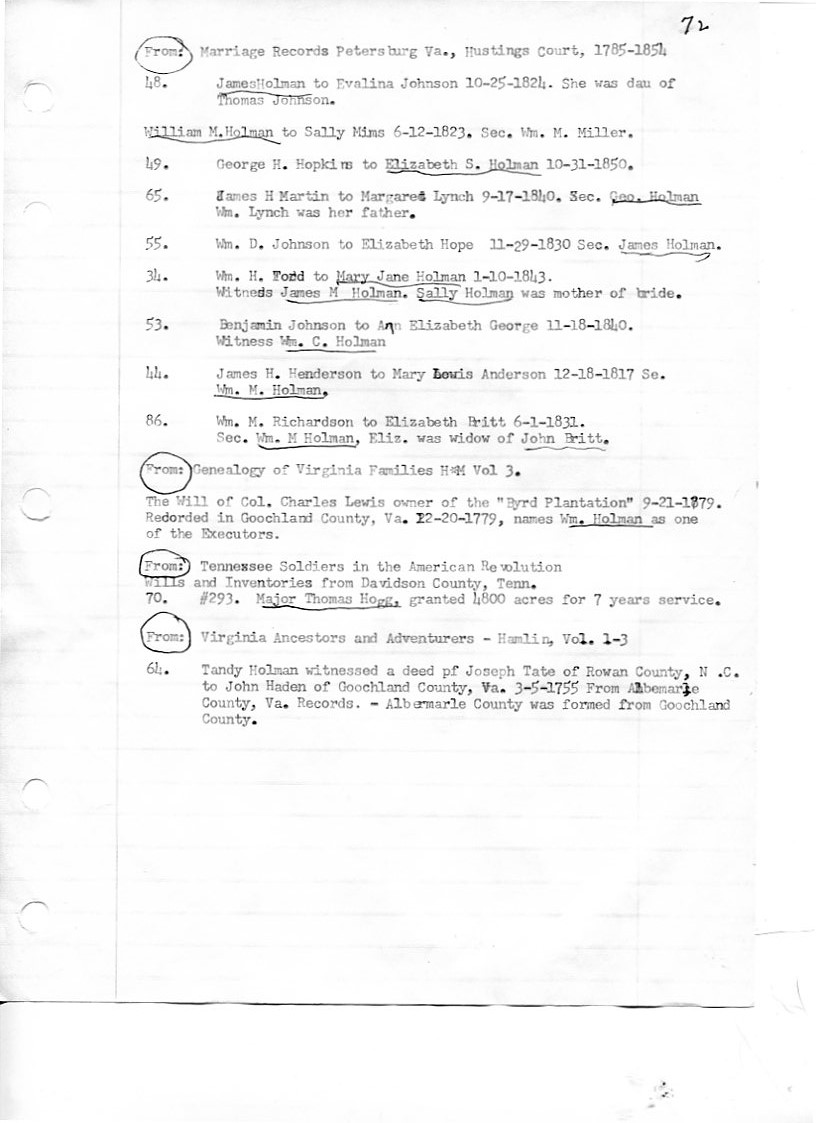 72
From: Marriage Records Petersburg Va., Hustings Court, 1785-1854
48. JamesHolman to Evalina Johnson 10-25-1824. She was dau of
Thomas Johnson.
William M.Holman to Sally Mims 6-12-1823. Sec. Wm. M. Miller.
49. George H. Hopkins to Elizabeth S. Holman 10-31-1850.
65. James H Martin to Margaret Lynch 9-17-1840. Sec. Geo. Holman
Wm. Lynch was her father.
55. Wm. D. Johnson to Elizabeth Hope 11-29-1830 Sec. James Holman.
34. Wm. H. Ford to Mary Jane Holman 1-10-1843.
Witness James M Holman. Sally Holman was mother of bride.
53. Benjamin Johnson to Ann Elizabeth George 11-18-1840.
Witness Wm. C. Holman
44. James H. Henderson to Mary Lewis Anderson 12-18-1817 Se.
Wm. M. Holman.
86. Wm. M. Richardson to Elizabeth Britt 6-1-1831.
Sec. Wm. M Holman, Eliz. was widow of John Britt.
From: Genealogy of Virginia Families H*M Vol 3.
The Will of Col. Charles Lewis owner of the "Byrd Plantation" 9-21-1779.
Redorded in Goochland County, Va. 12-20-1779, names Wm. Holman as one
of the Executors.
From: Tennessee Soldiers in the American Revolution
Wills and Inventories from Davidson County, Tenn.
70. #293. Major Thomas Hogg, granted 4800 acres for 7 years service.
From: Virginia Ancestors and Adventurers - Hamlin, Vol. 1-3
64. Tandy Holman witnessed a deed pf Joseph Tate of Rowan County, N .C.
to John Haden of Goochland County, Va. 3-5-1755 From Albemarle
County, Va. Records. - Albermarle County was formed from Goochland
County.